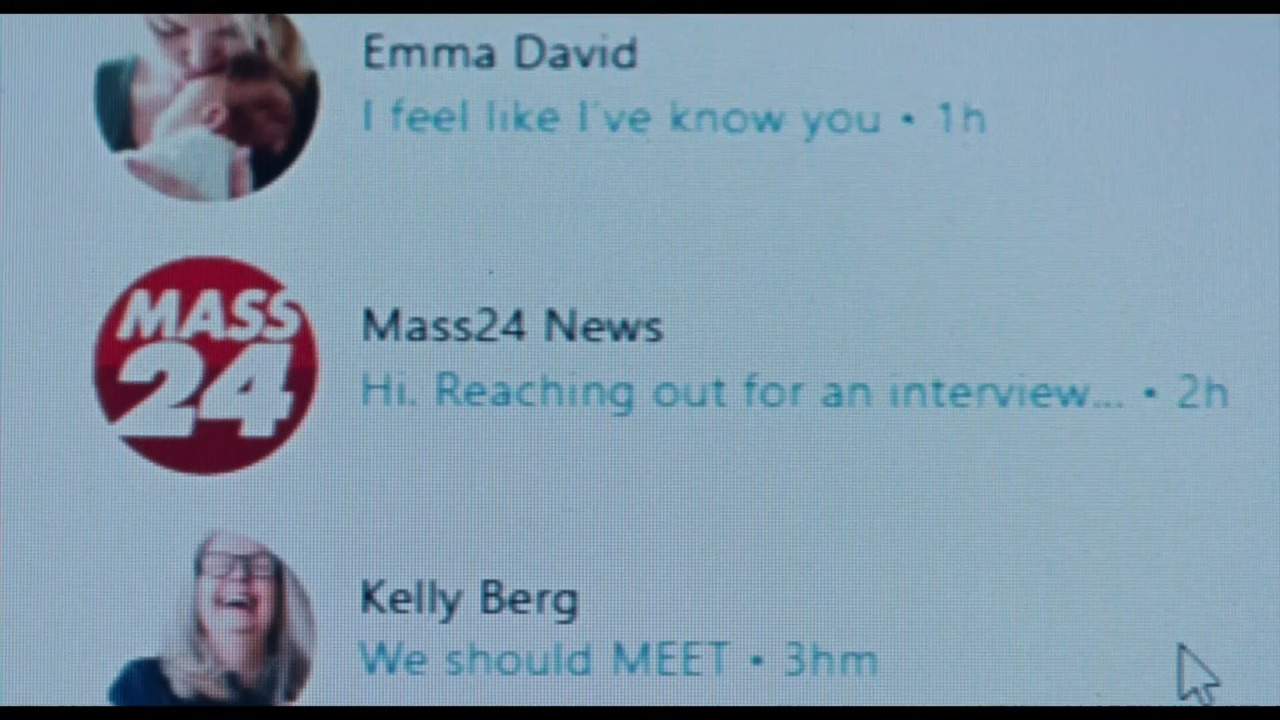 Emma David
I feel like I've know you • 1h
MASS
24
Mass24 News
Hi. Reaching out for an interview... • 2h
Kelly Berg
We should MEET • 3hm